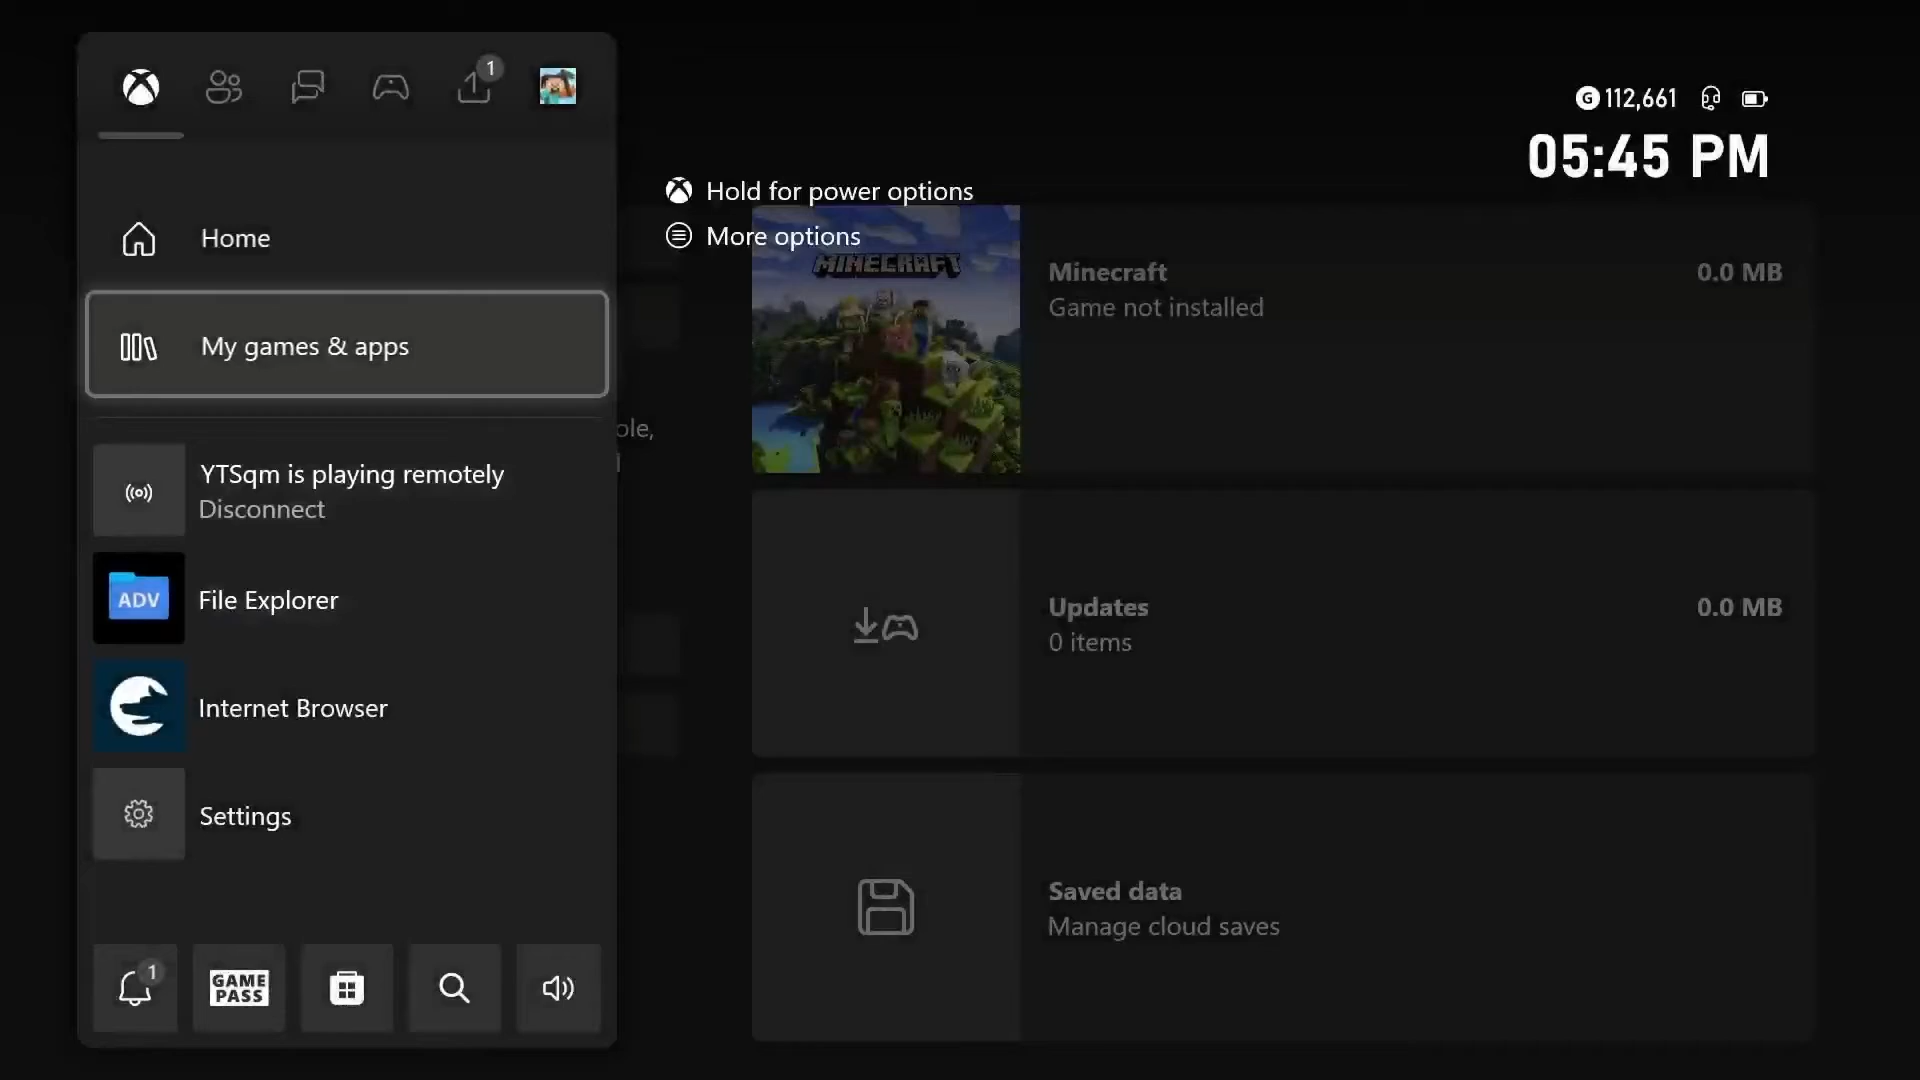 1
G 112,661
05:45 PM
Hold for power options
More options
Home
My games & apps
YTSqm is playing remotely
Disconnect
ADV
File Explorer
Internet Browser
Settings
1
GAME
PASS
ole,
MINECRAFT
Minecraft
0.0 MB
Game not installed
Updates
0.0 MB
0 items
Saved data
Manage cloud saves